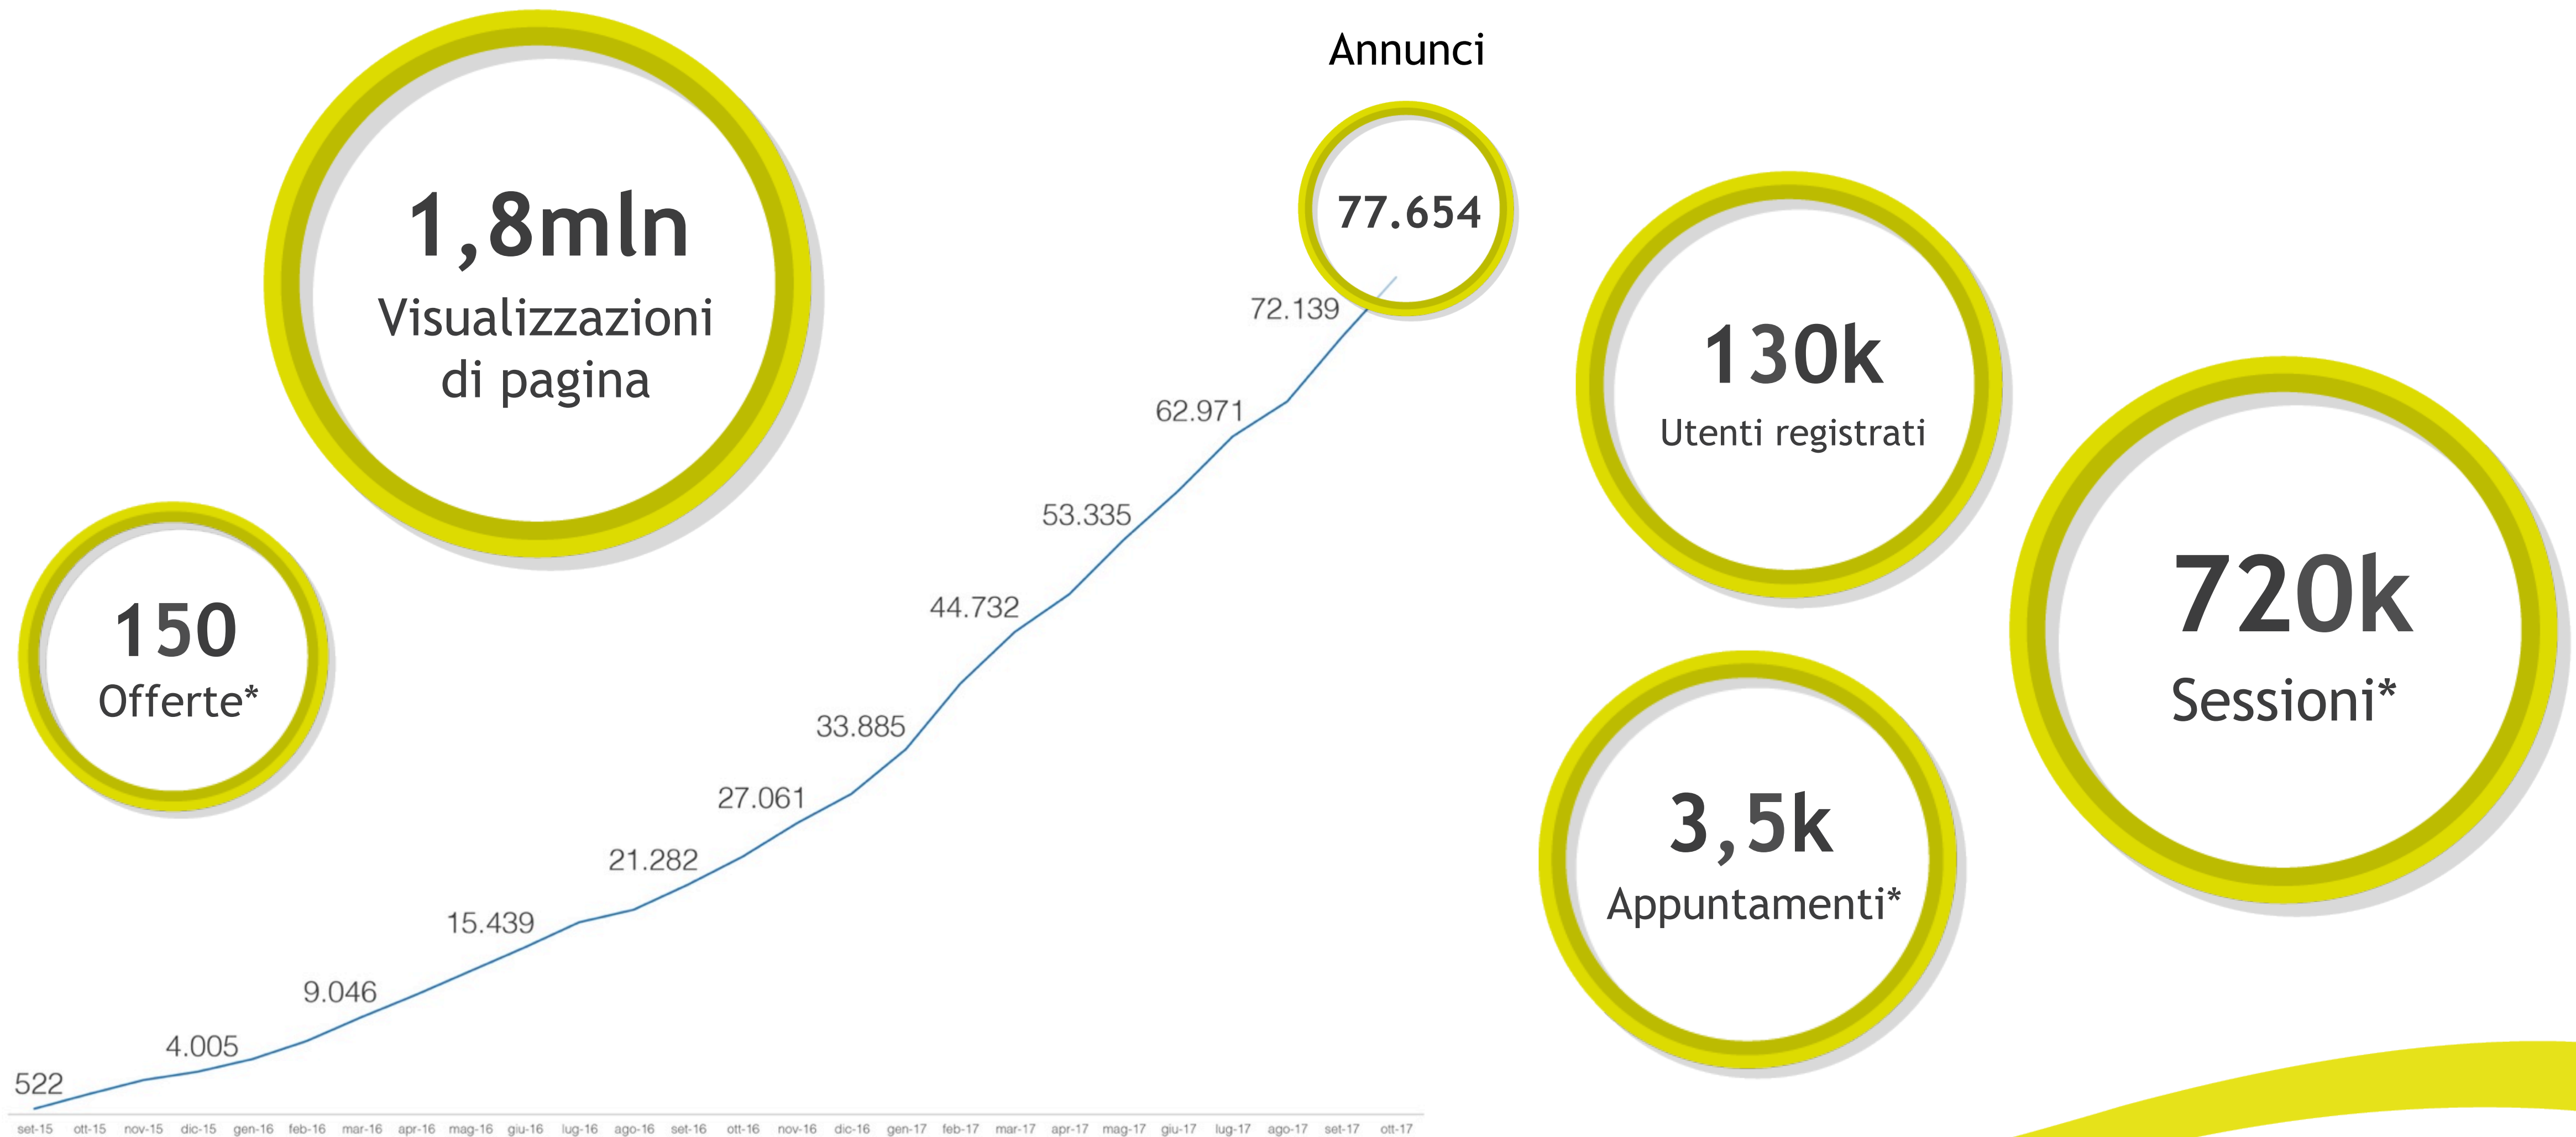 Annunci
77.654
1,8mln
Visualizzazioni
di pagina
130k
Utenti registrati
150
Offerte*
720k
Sessioni*
3,5k
Appuntamenti*
72.139
62.971
53.335
44.732
33.885
27.061
21.282
15.439
9.046
4.005
522
set-15 ott-15 nov-15 dic-15 gen-16 feb-16 mar-16 apr-16 mag-16 giu-16 lug-16 ago-16 set-16 ott-16 nov-16 dic-16 gen-17 feb-17 mar-17 apr-17 mag-17 giu-17 lug-17 ago-17 set-17 ott-17